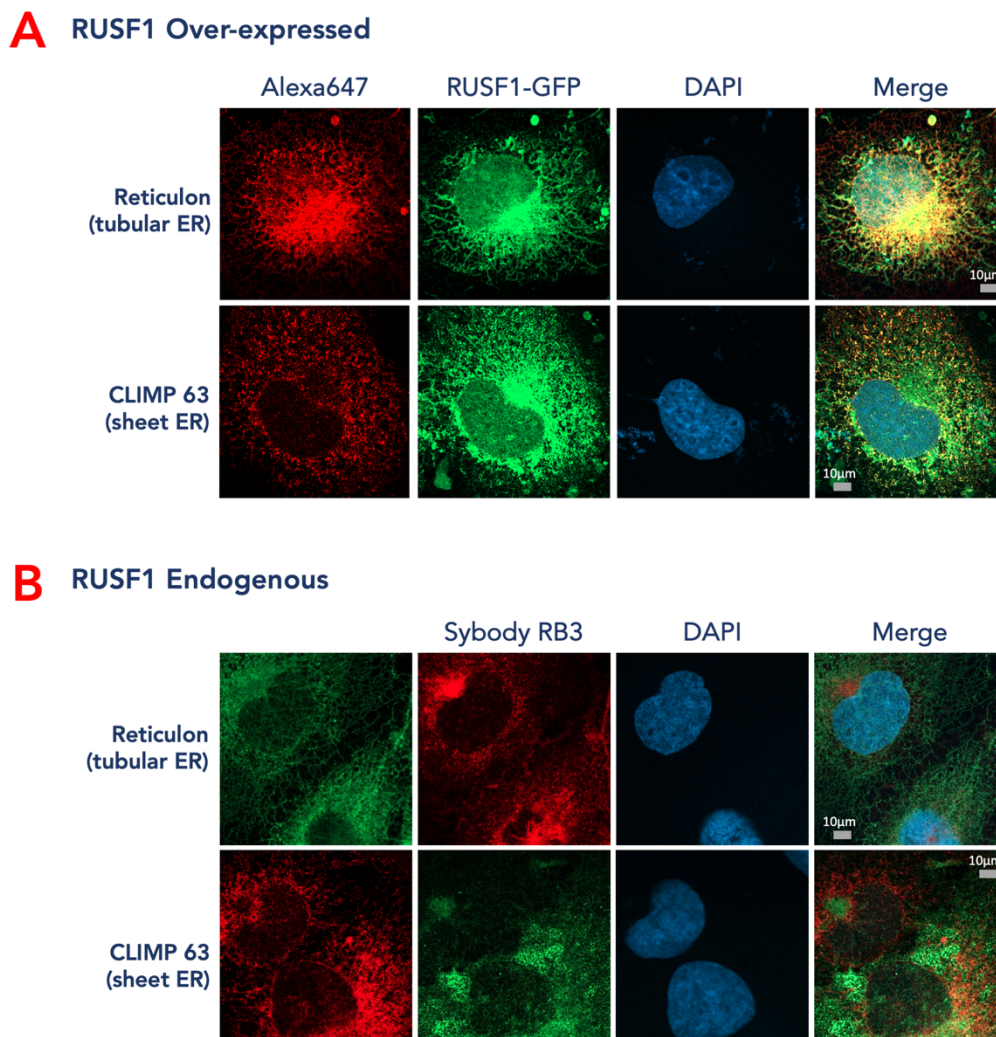 A RUSF1 Over-expressed
Alexa647 RUSF1-GFP DAPI Merge
Reticulon
(tubular ER)
10μm
CLIMP 63
(sheet ER)
10μm
B RUSF1 Endogenous
Sybody RB3 DAPI Merge
Reticulon
(tubular ER)
10μm
10μm
CLIMP 63
(sheet ER)